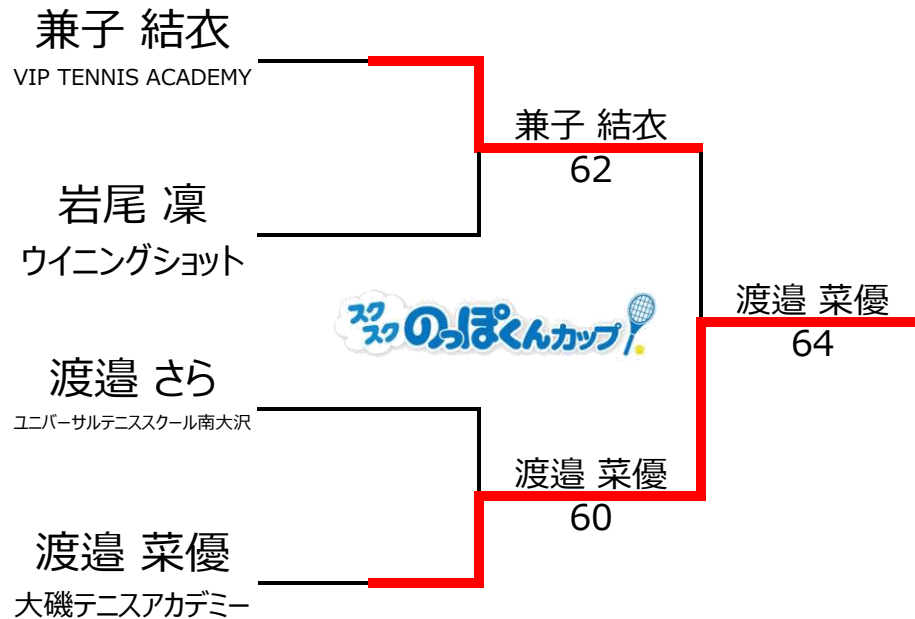 兼子 結衣
VIP TENNIS ACADEMY
兼子 結衣
62
岩尾 凜
ウイニングショット
スクスク のっぽくんカップ
渡邉 菜優
64
渡邉 さら
ユニバーサルテニススクール南大沢
渡邉 菜優
60
渡邉 菜優
大磯テニスアカデミー